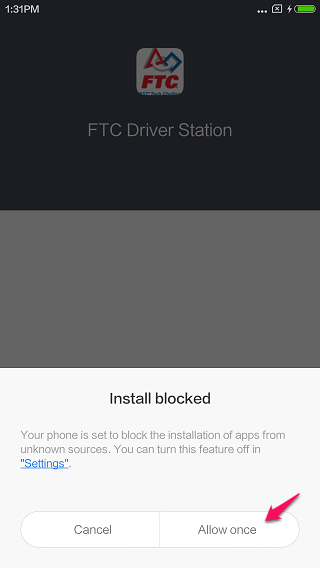 1:31PM
FTC
FTC Driver Station
Install blocked
Your phone is set to block the installation of apps from
unknown sources. You can turn this feature off in
"Settings".
Cancel
Allow once